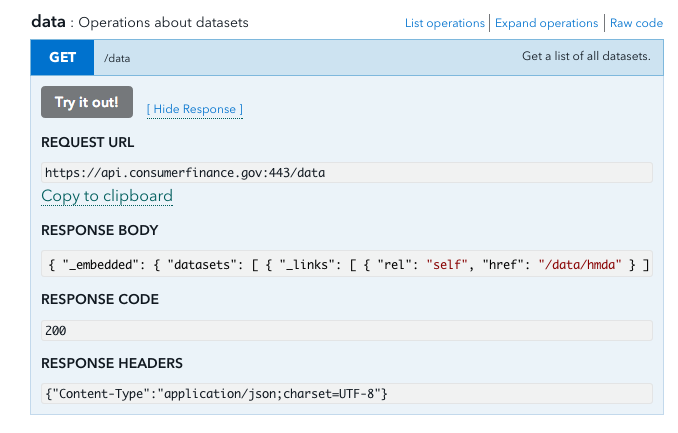 data : Operations about datasets List operations Expand operations Raw code
GET /data Get a list of all datasets.
Try it out! [ Hide Response ]
REQUEST URL
https://api.consumerfinance.gov:443/data
Copy to clipboard
RESPONSE BODY
{ "_embedded": { "datasets": [ { "_links": [ { "rel": "self", "href": "/data/hmda" } ]
RESPONSE CODE
200
RESPONSE HEADERS
{"Content-Type":"application/json;charset=UTF-8"}